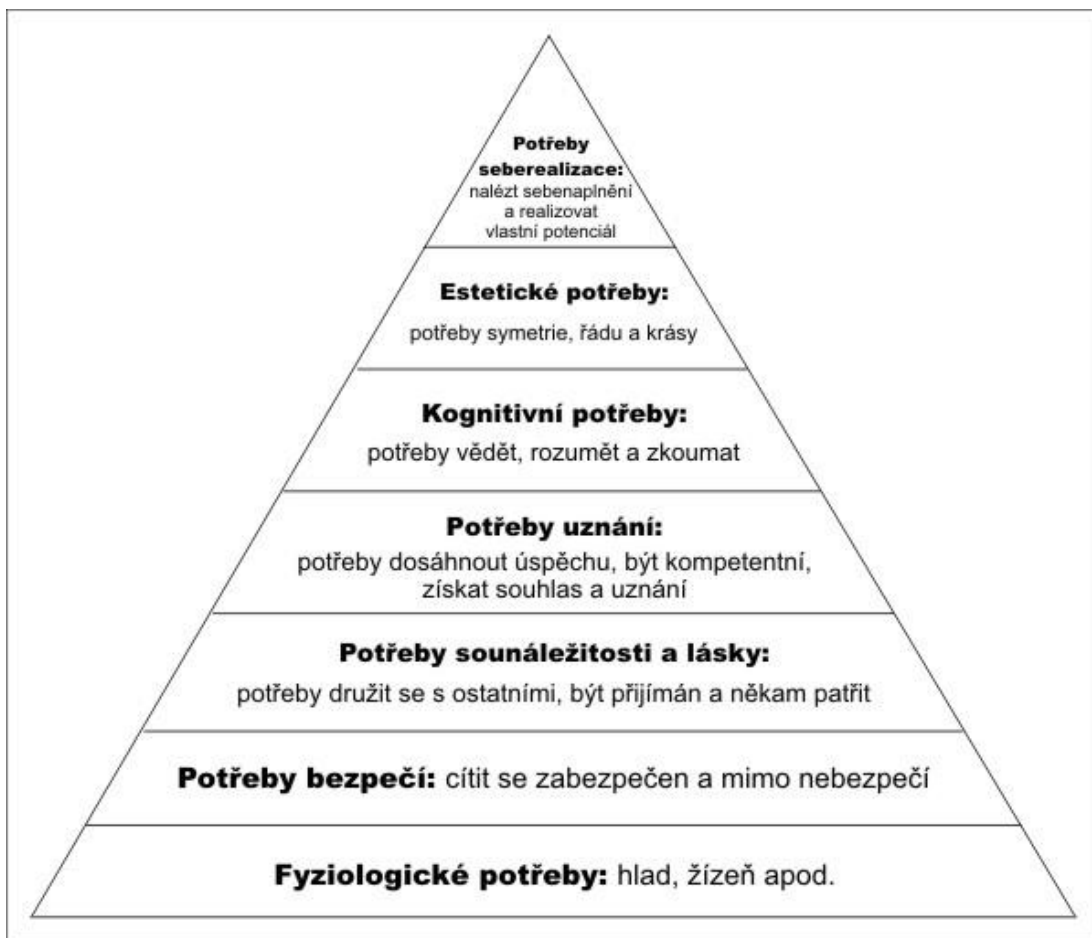 Potřeby
seberealizace:
nalézt sebenaplnění
a realizovat
vlastní potenciál
Estetické potřeby:
potřeby symetrie, řádu a krásy
Kognitivní potřeby:
potřeby vědět, rozumět a zkoumat
Potřeby uznání:
potřeby dosáhnout úspěchu, být kompetentní,
získat souhlas a uznání
Potřeby sounáležitosti a lásky:
potřeby družit se s ostatními, být přijímán a někam patřit
Potřeby bezpečí: cítit se zabezpečen a mimo nebezpečí
Fyziologické potřeby: hlad, žízeň apod.